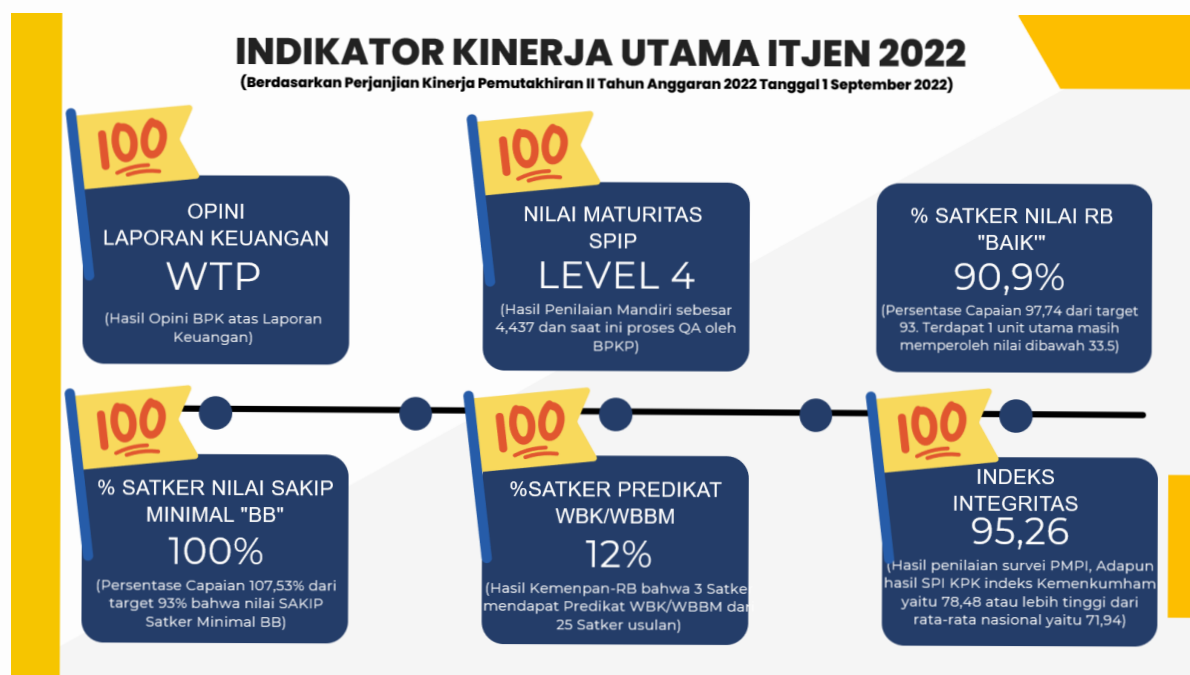 INDIKATOR KINERJA UTAMA ITJEN 2022
(Berdasarkan Perjanjian Kinerja Pemutakhiran II Tahun Anggaran 2022 Tanggal 1 September 2022)
100
OPINI
LAPORAN KEUANGAN
WTP
(Hasil Opini BPK atas Laporan
Keuangan)
100
NILAI MATURITAS
SPIP
LEVEL 4
(Hasil Penilaian Mandiri sebesar
4,437 dan saat ini proses QA oleh
BPKP)
% SATKER NILAI RB
"BAIK'"
90,9%
(Persentase Capaian 97,74 dari target
93. Terdapat 1 unit utama masih
memperoleh nilai dibawah 33.5)
100
% SATKER NILAI SAKIP
MINIMAL "BB"
100%
(Persentase Capaian 107,53% dari
target 93% bahwa nilai SAKIP
Satker Minimal BB)
100
%SATKER PREDIKAT
WBK/WBBM
12%
(Hasil Kemenpan-RB bahwa 3 Satke
mendapat Predikat WBK/WBBM dar
25 Satker usulan)
100
INDEKS
INTEGRITAS
95,26
(Hasil penilaian survei PMPI, Adapun
hasil SPI KPK indeks Kemenkumham
yaitu 78,48 atau lebih tinggi dari
rata-rata nasional yaitu 71,94)